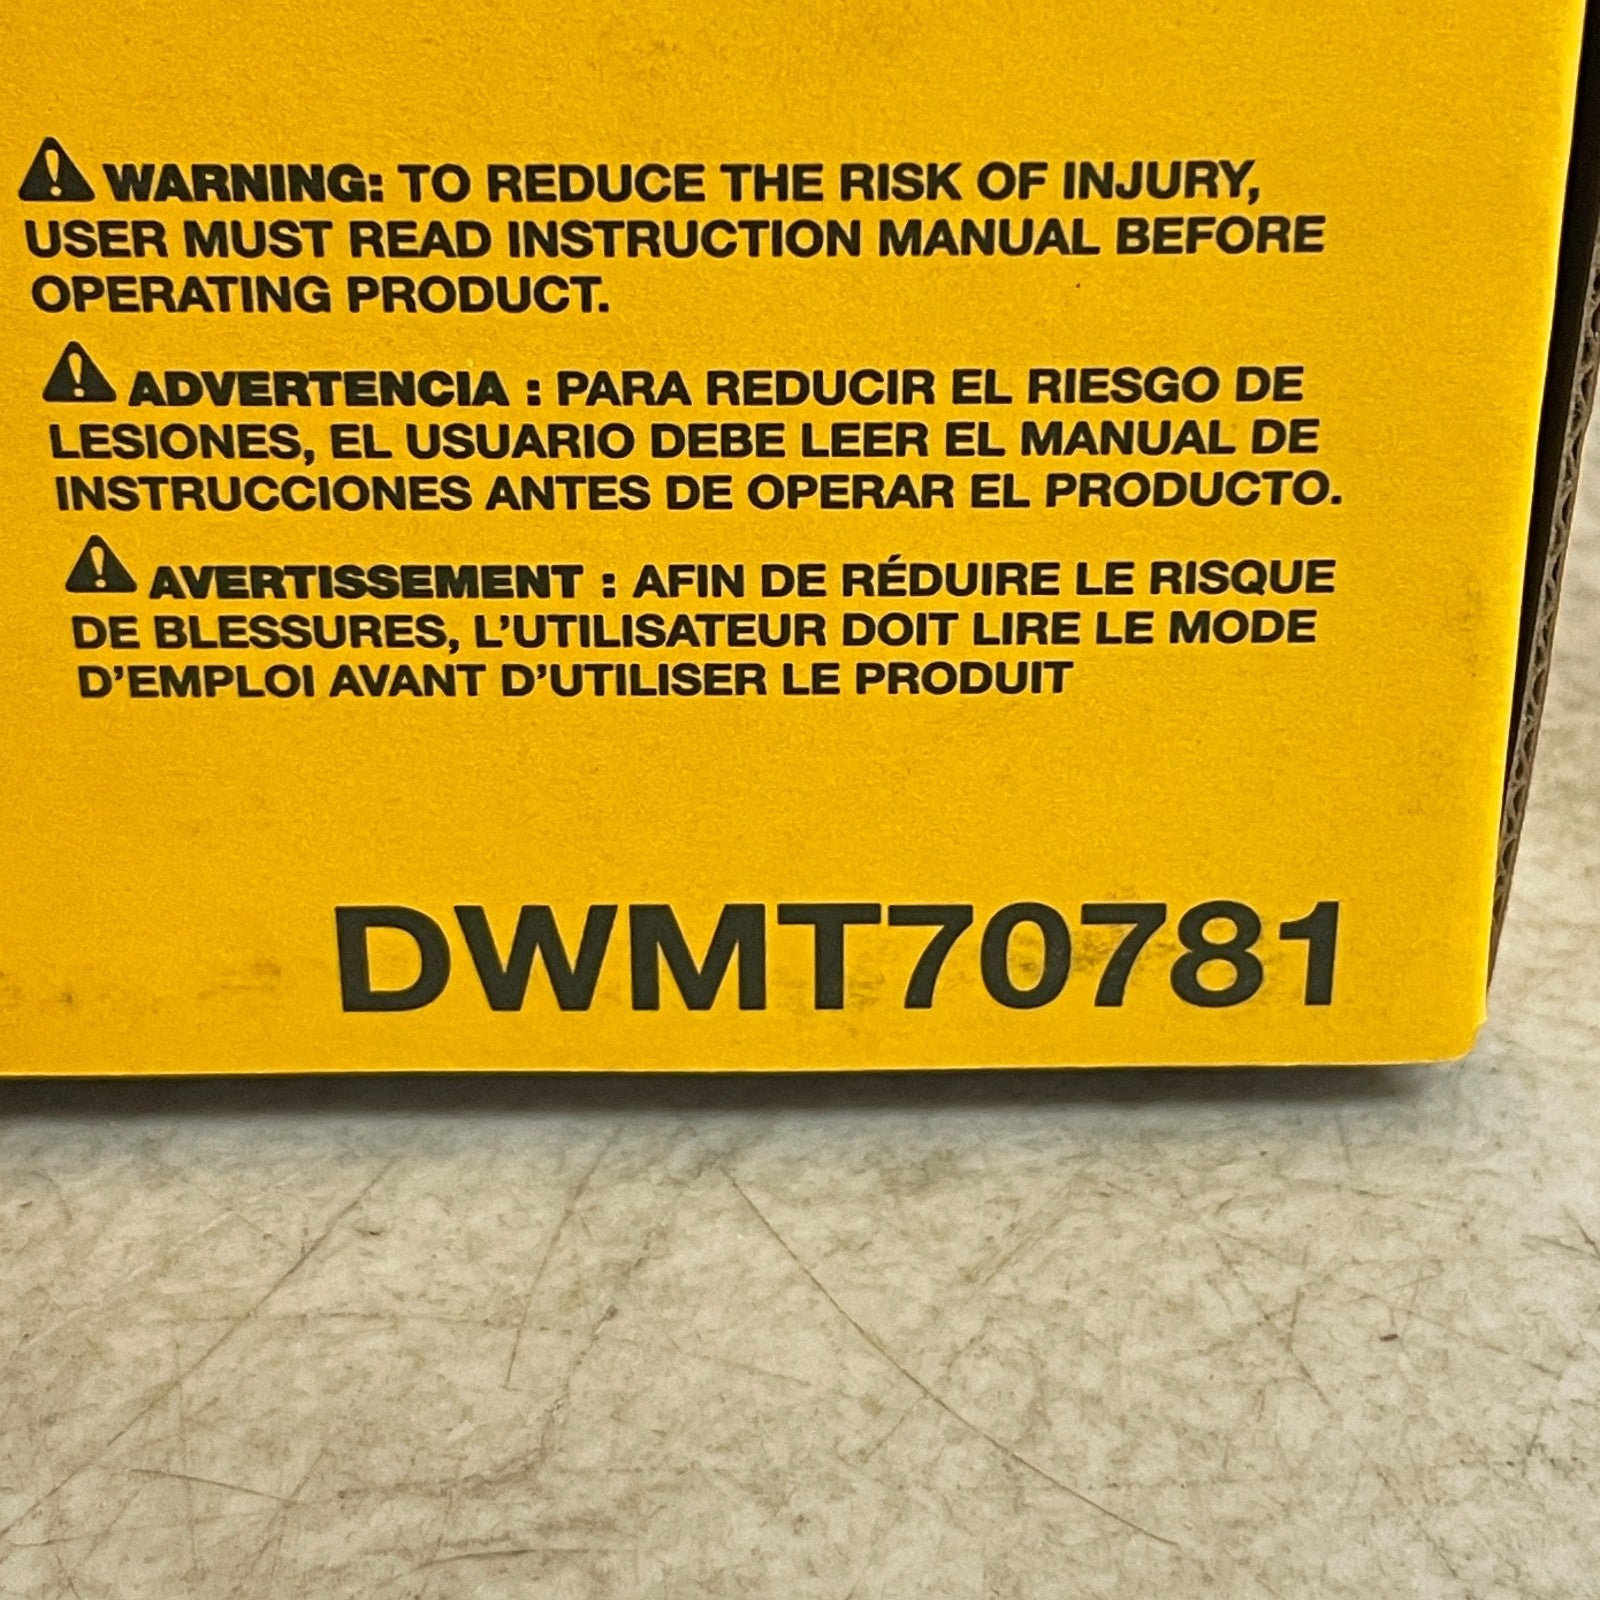 WARNING: TO REDUCE THE RISK OF INJURY,
USER MUST READ INSTRUCTION MANUAL BEFORE
OPERATING PRODUCT.
ADVERTENCIA : PARA REDUCIR EL RIESGO DE
LESIONES, EL USUARIO DEBE LEER EL MANUAL DE
INSTRUCCIONES ANTES DE OPERAR EL PRODUCTO.
AVERTISSEMENT : AFIN DE RÉDUIRE LE RISQUE
DE BLESSURES, L'UTILISATEUR DOIT LIRE LE MODE
D'EMPLOI AVANT D'UTILISER LE PRODUIT
DWMT70781